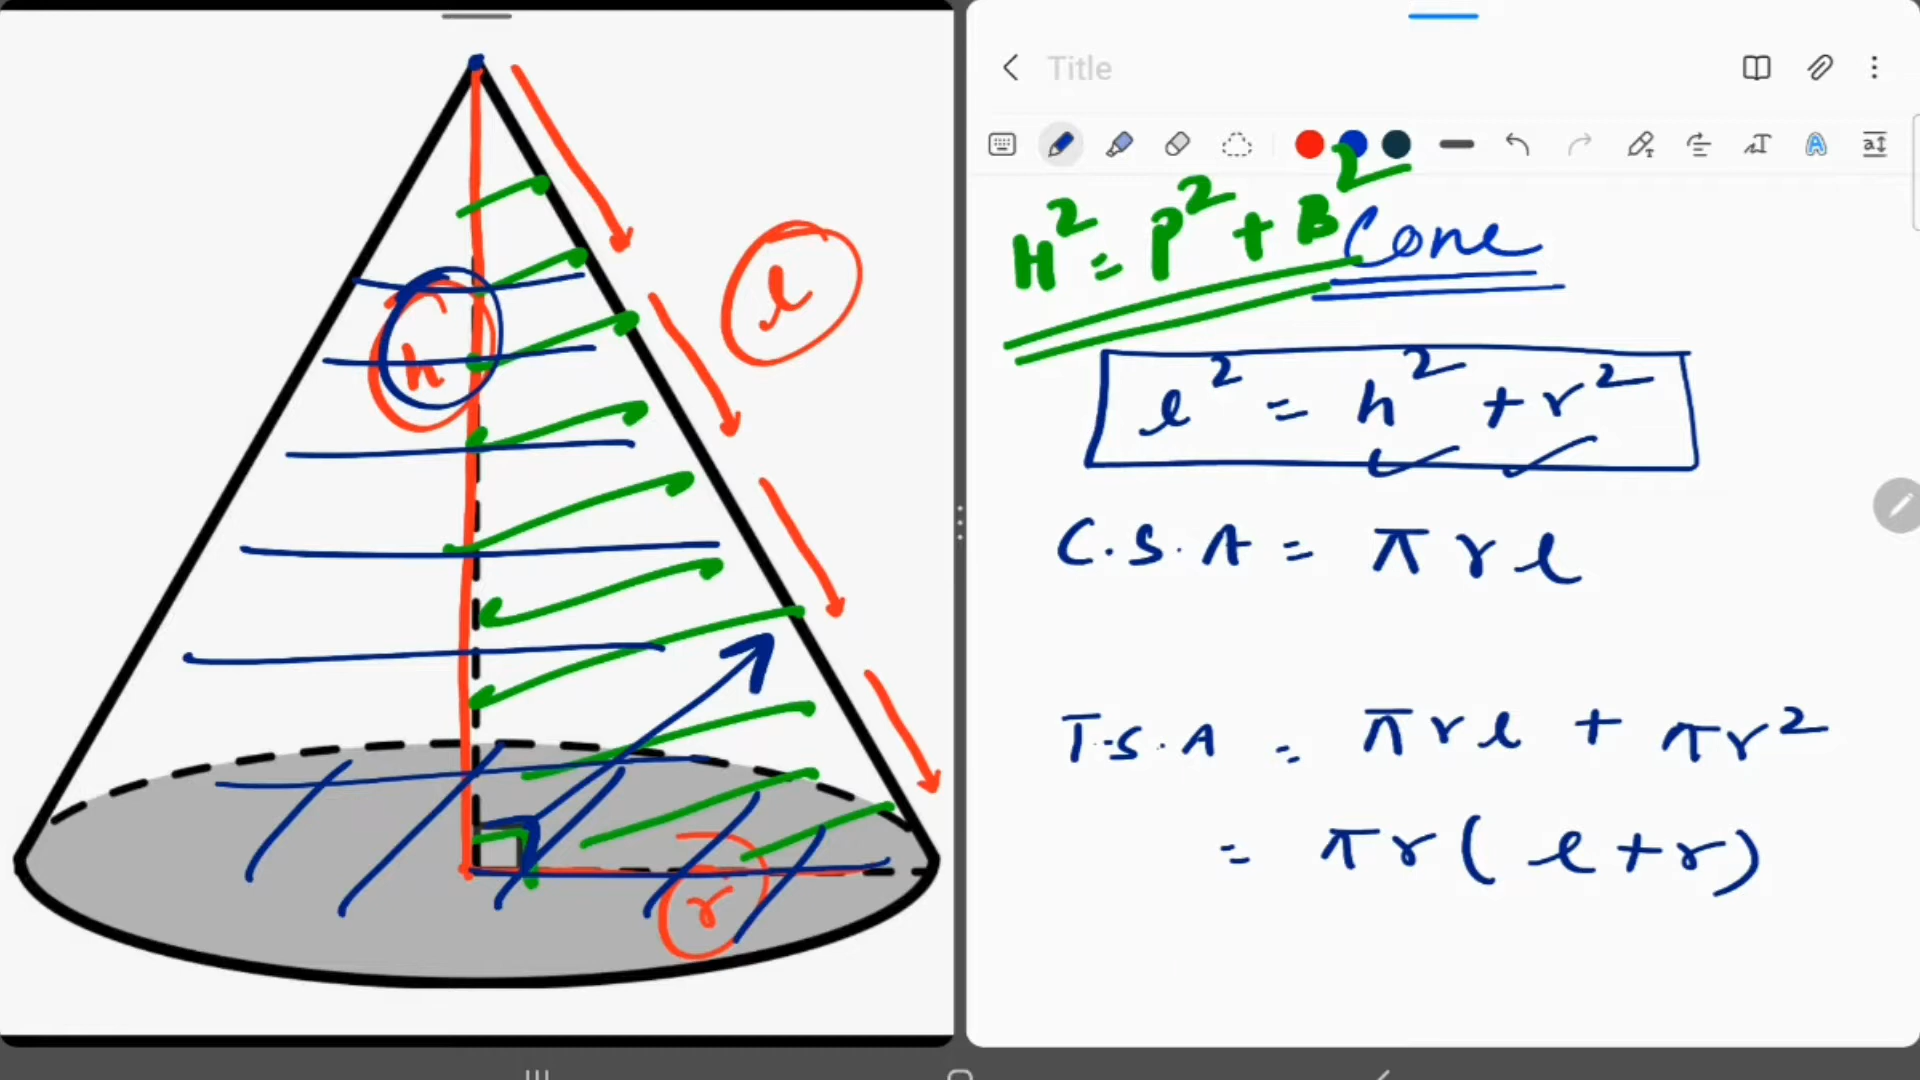 h
l
r
Title
H² = P² + B²
Cone
l² = h² + r²
C.S.A = πrl
T.S.A = πrl + πr²
= πr(l+r)